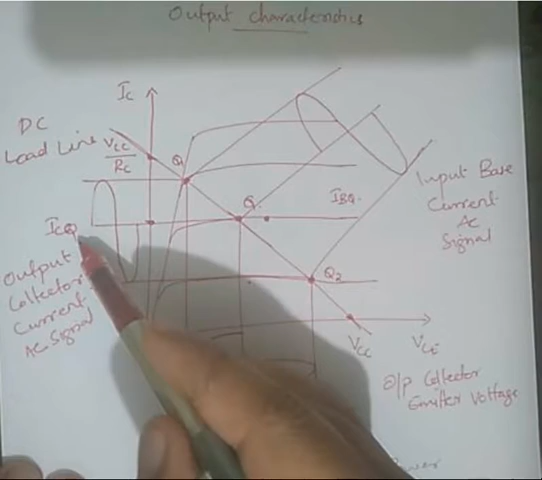 Output characteristics
Ic
DC
Load Line
Vcc
Rc
Q1
Q
IBQ
Input Base
Current
AC
Signal
ICQ
Output
Collector
Current
AC Signal
Q2
Vcc
VCE
O/p Collector
Emitter Voltage